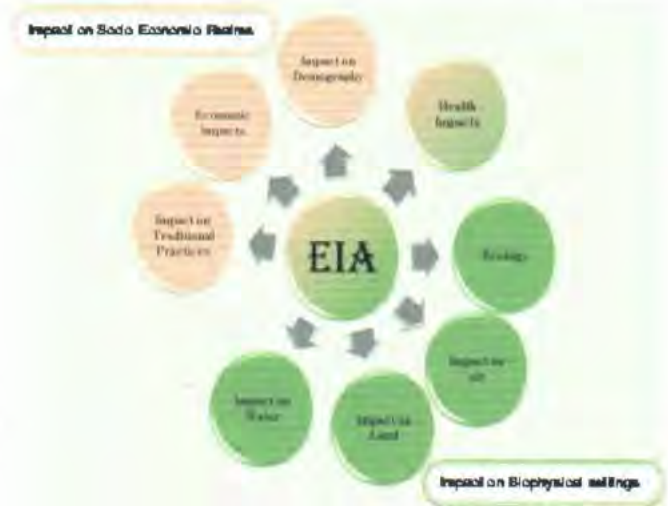 Impact on Socio Economic Regime
Impact on
Demography
Health
Impacts
Economic
Impacts
Impact on
Traditional
Practices
EIA
Ecology
Impact on
air
Impact on
Water
Impact on
Land
Impact on Biophysical settings